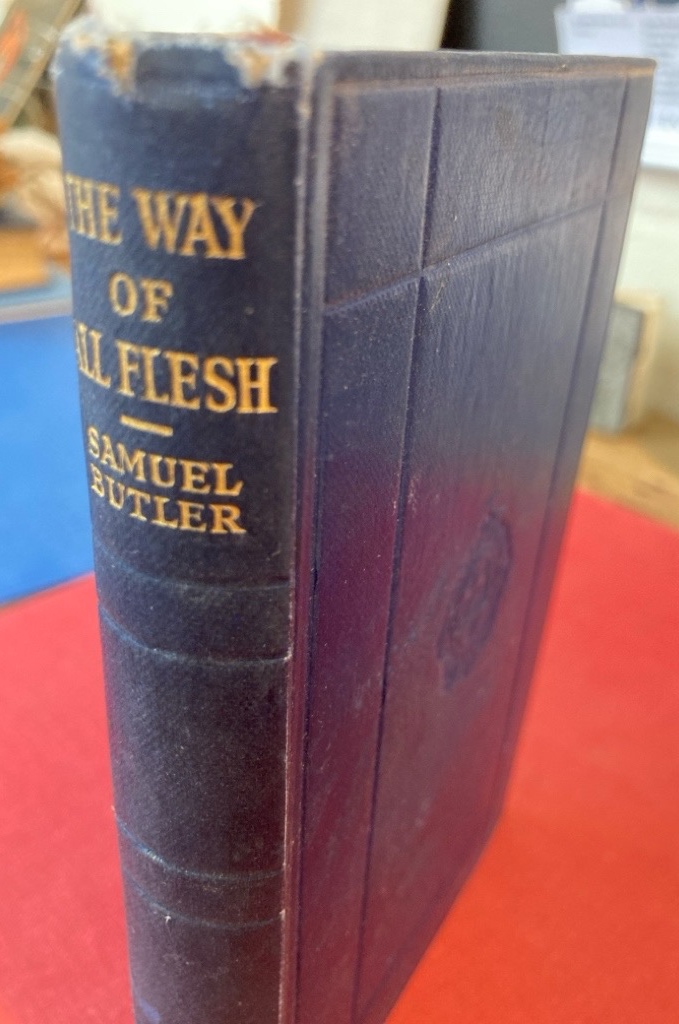 THE WAY
OF
ALL FLESH
SAMUEL
BUTLER